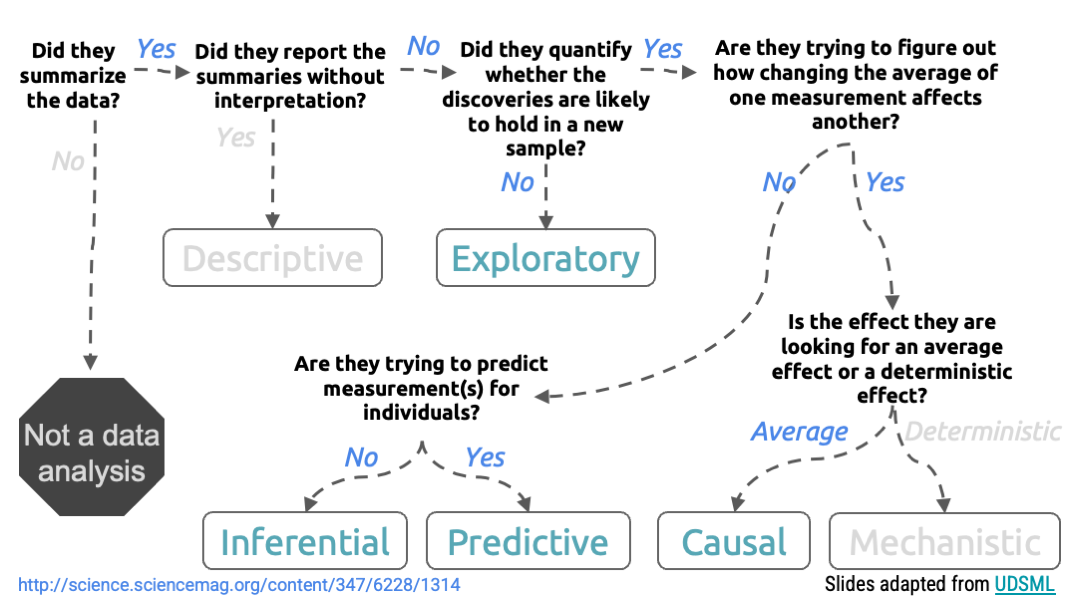 Did they
summarize
the data?
Yes
Did they report the
summaries without
interpretation?
No
Did they quantify
whether the
discoveries are likely
to hold in a new
sample?
Yes
Are they trying to figure out
how changing the average of
one measurement affects
another?
No
Yes
No
No
Yes
Descriptive
Exploratory
Is the effect they are
looking for an average
effect or a deterministic
effect?
Are they trying to predict
measurement(s) for
individuals?
Not a data
analysis
No
Yes
Average
Deterministic
Inferential
Predictive
Causal
Mechanistic
http://science.sciencemag.org/content/347/6228/1314
Slides adapted from UDSML